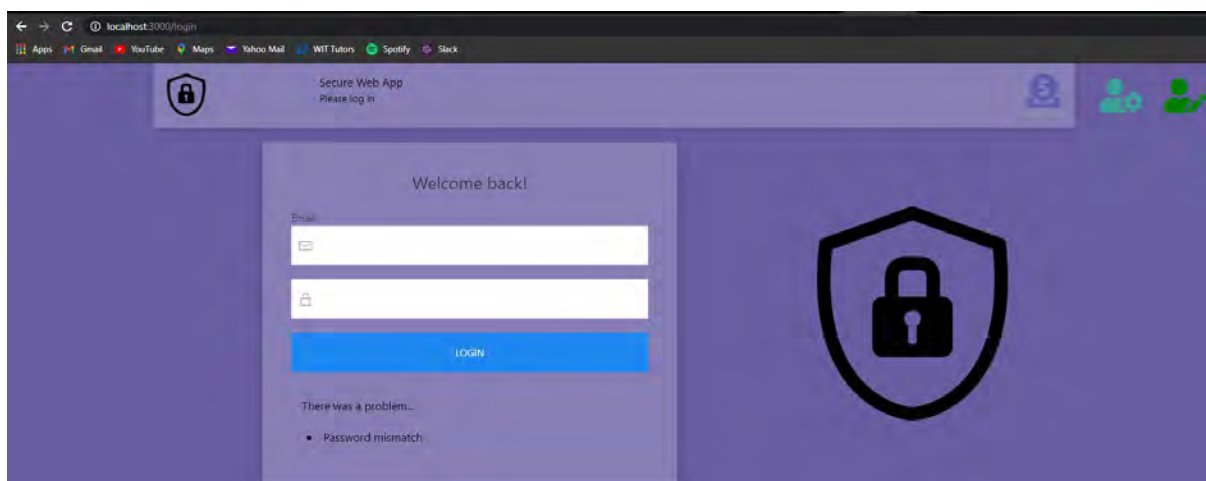 localhost:3000/login
Apps Gmail YouTube Maps Yahoo Mail WIT Tutors Spotify Slack
Secure Web App
Please log in
Welcome back!
Email
LOGIN
There was a problem...
• Password mismatch